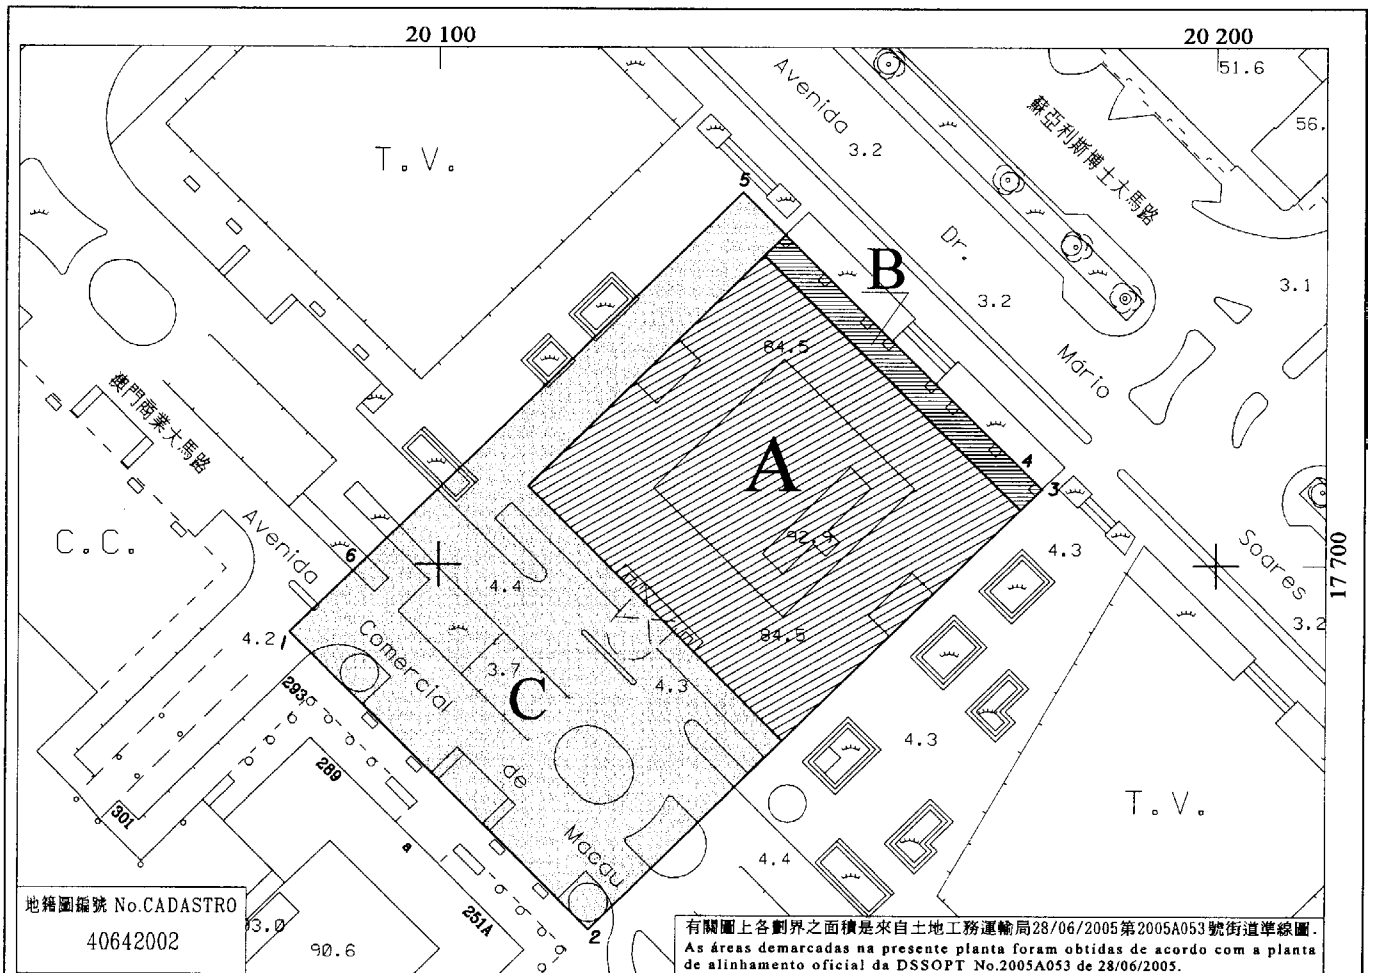 20 100
20 200
51.6
56.
T. V.
Avenida
3.2
蘇亞利斯博士大馬路
5
Dr.
B
3.2
3.1
84.5
Mário
澳門商業大馬路
A
4
3
C. C.
Avenida
6
92.9
4.3
Soares
17 700
4.4
4.2
1
Comercial
84.5
3.2
3.7
C
4.3
293
4.3
289
de
T. V.
301
a
Macau
4.4
251A
2
93.0
90.6
地籍圖編號 No.CADASTRO
40642002
有關圖上各劃界之面積是來自土地工務運輸局28/06/2005第2005A053號街道準線圖.
As áreas demarcadas na presente planta foram obtidas de acordo com a planta
de alinhamento oficial da DSSOPT No.2005A053 de 28/06/2005.